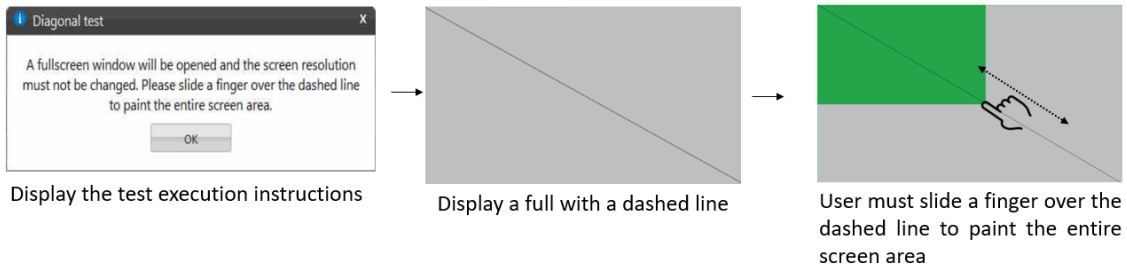 Diagonal test
X
A fullscreen window will be opened and the screen resolution
must not be changed. Please slide a finger over the dashed line
to paint the entire screen area.
OK
Display the test execution instructions
Display a full with a dashed line
User must slide a finger over the
dashed line to paint the entire
screen area